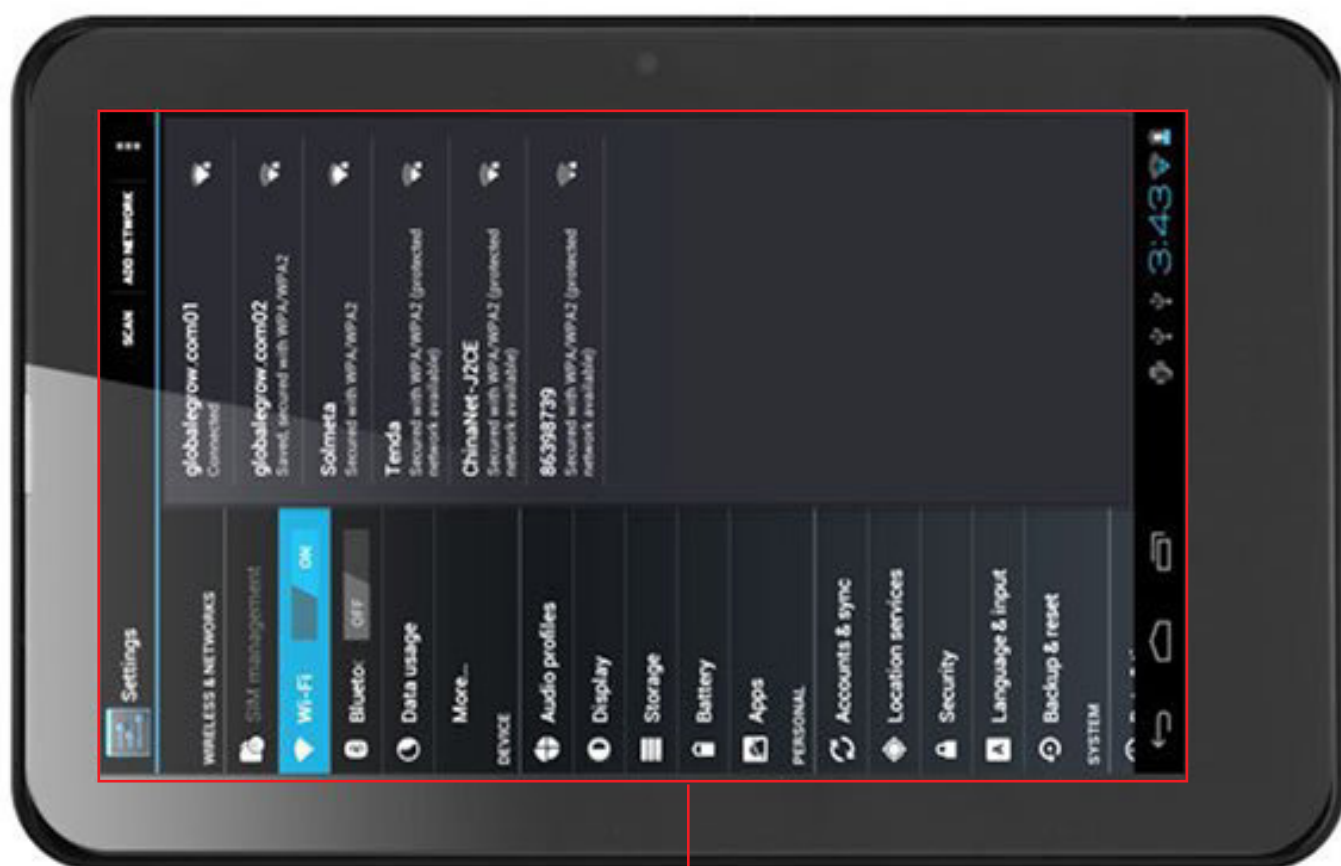 Settings
SCAN
ADD NETWORK
WIRELESS & NETWORKS
SIM management
Wi-Fi
ON
Blueto
OFF
Data usage
More...
DEVICE
Audio profiles
Display
Storage
Battery
Apps
PERSONAL
Accounts & sync
Location services
Security
Language & input
Backup & reset
SYSTEM
globalegrow.com01
Connected
globalegrow.com02
Saved, secured with WPA/WPA2
Solmeta
Secured with WPA/WPA2
Tenda
Secured with WPA/WPA2 (protected
network available)
ChinaNet-J2CE
Secured with WPA/WPA2 (protected
network available)
86398739
Secured with WPA/WPA2 (protected
network available)
3:43